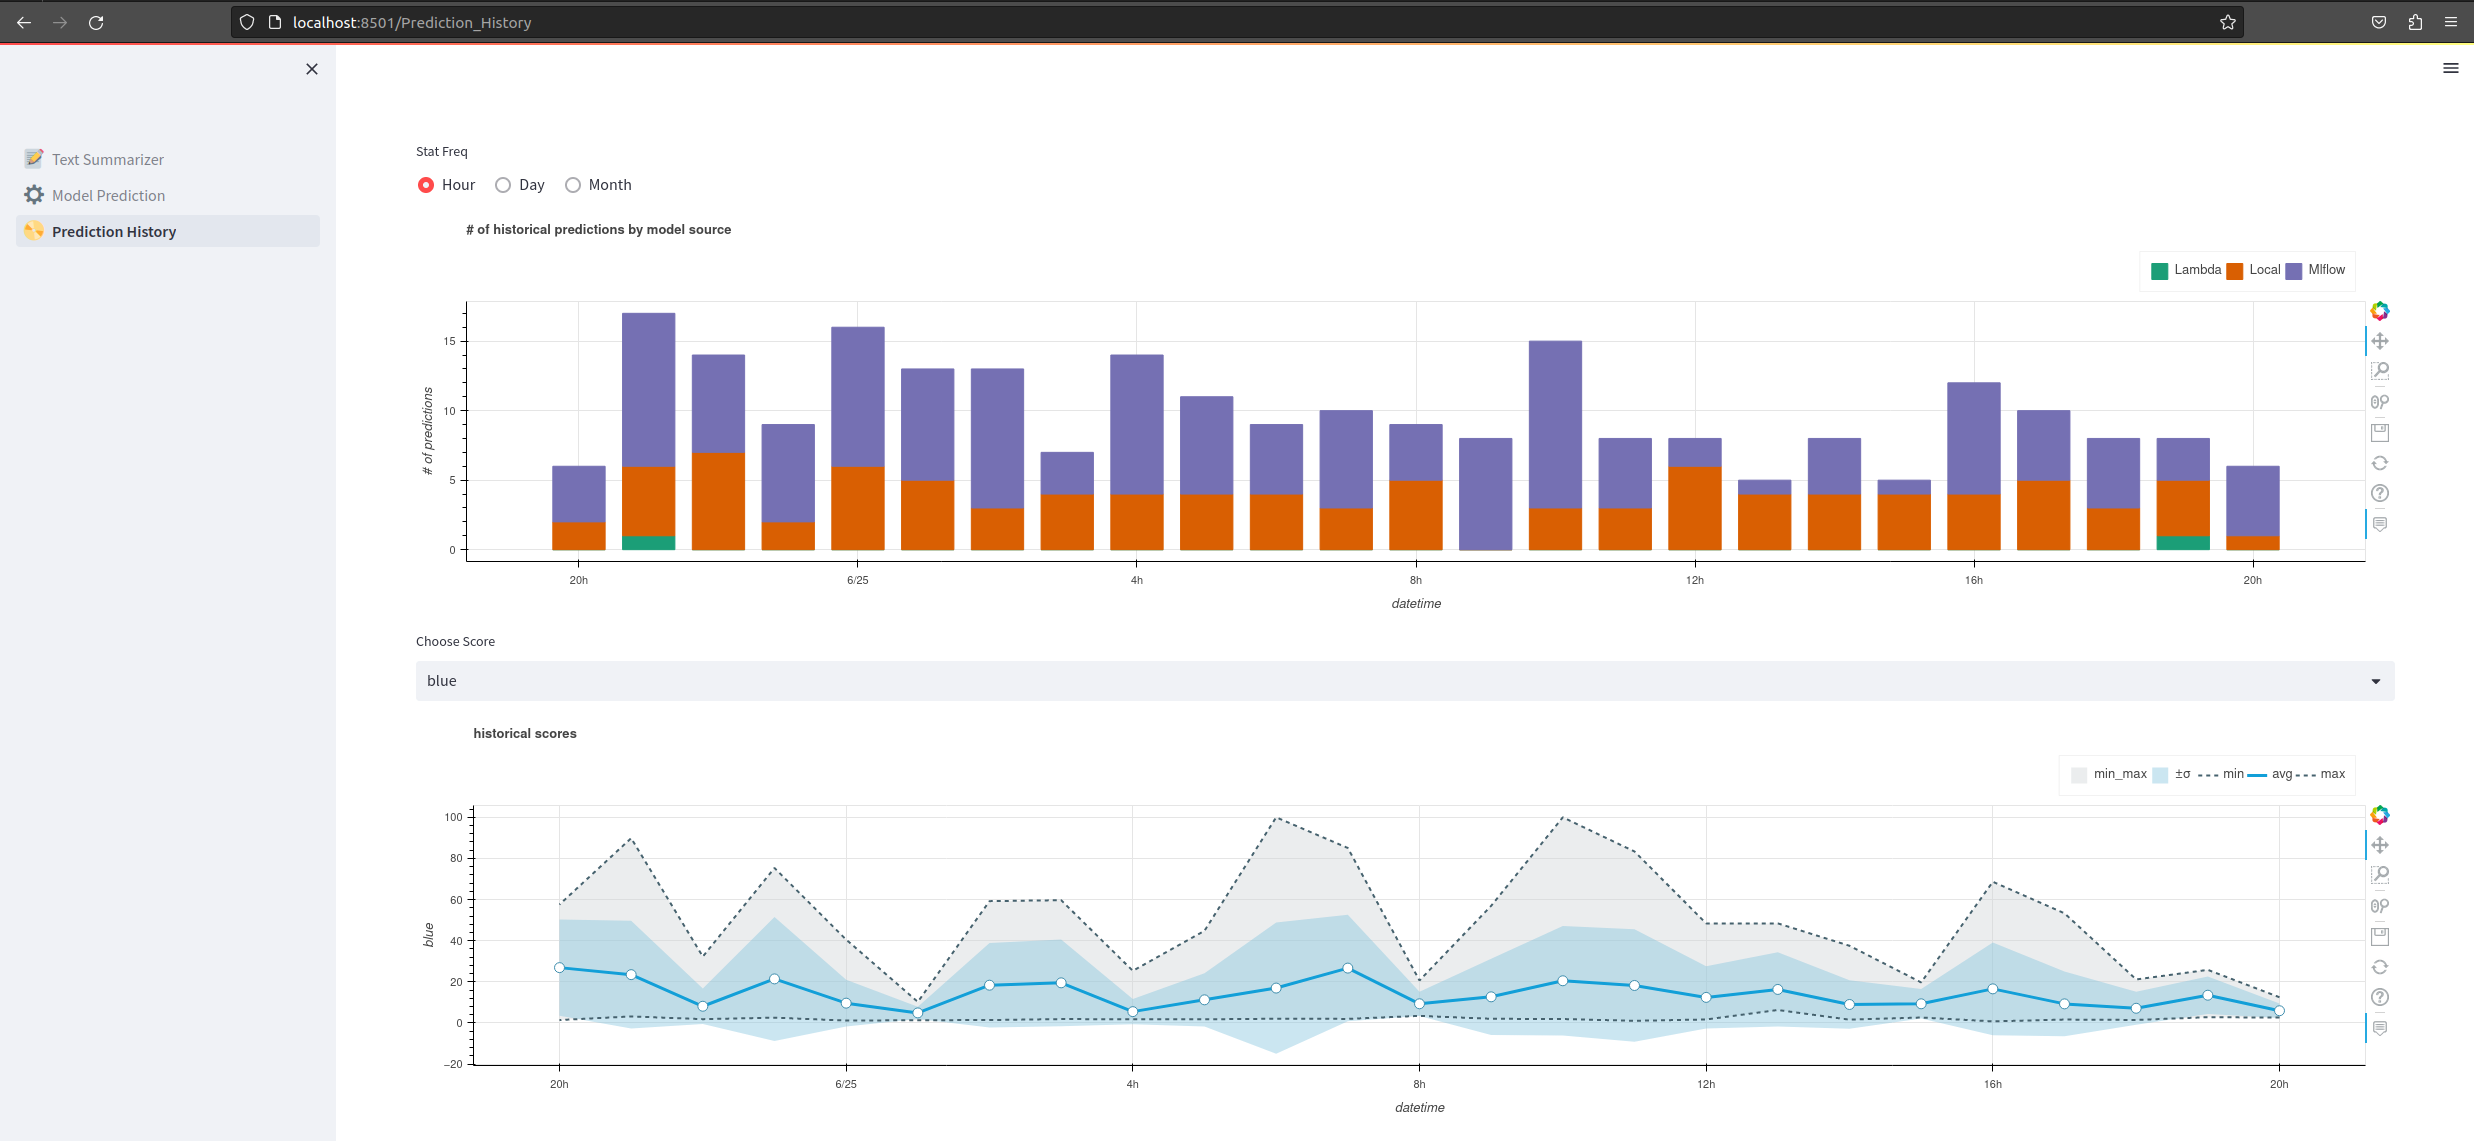 localhost:8501/Prediction_History
Text Summarizer
Model Prediction
Prediction History
Stat Freq
Hour Day Month
# of historical predictions by model source
Lambda Local Mlflow
15
10
5
0
# of predictions
20h 6/25 4h 8h 12h 16h 20h
datetime
Choose Score
blue
historical scores
min_max ±σ min avg max
100
80
60
40
20
0
−20
blue
20h 6/25 4h 8h 12h 16h 20h
datetime